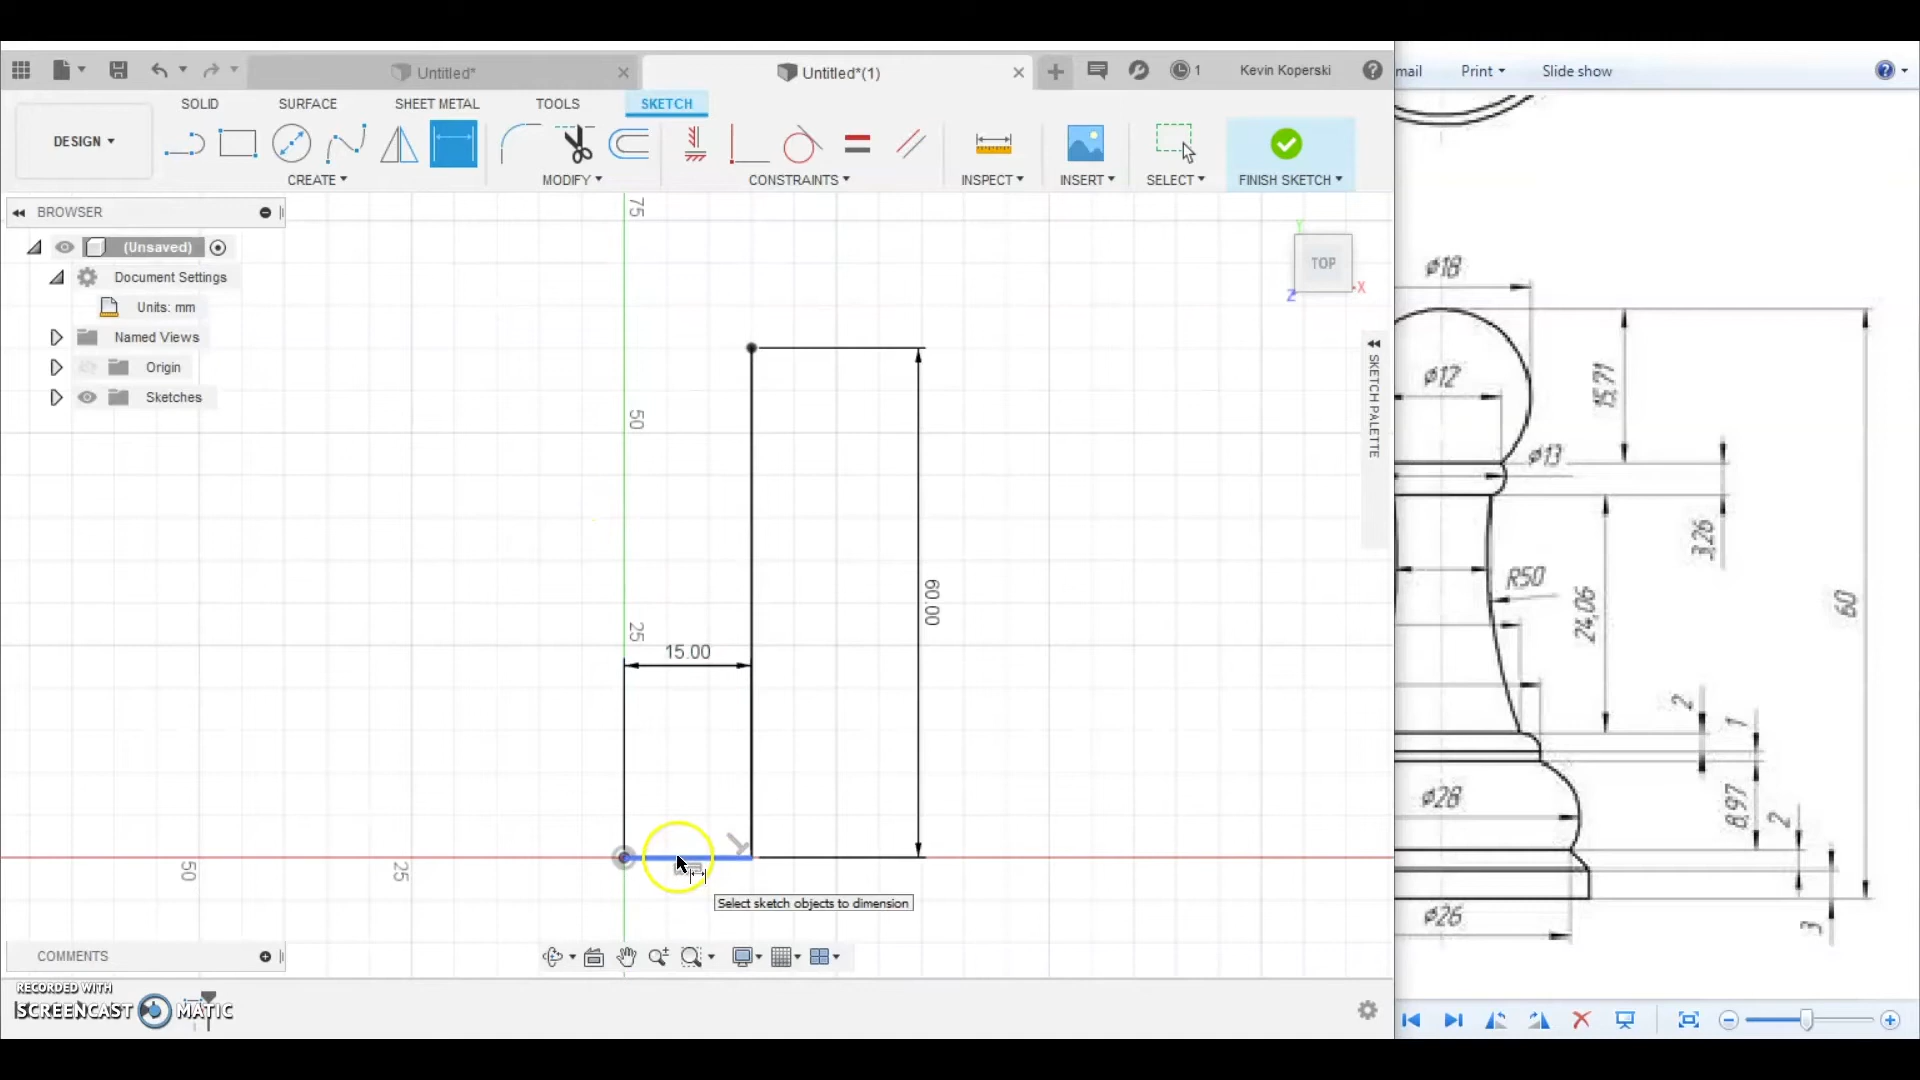 Untitled*
Untitled*(1)
1
Kevin Koperski
mail
Print
Slide show
SOLID
SURFACE
SHEET METAL
TOOLS
SKETCH
DESIGN
CREATE
MODIFY
CONSTRAINTS
INSPECT
INSERT
SELECT
FINISH SKETCH
BROWSER
(Unsaved)
Document Settings
Units: mm
Named Views
Origin
Sketches
75
50
25
50
25
15.00
60.00
Y
TOP
Z
X
SKETCH PALETTE
Select sketch objects to dimension
COMMENTS
RECORDED WITH
SCREENCAST MATIC
ø18
ø12
15,71
ø13
3,26
R50
24,06
60
2
1
ø28
8,97
2
ø26
3